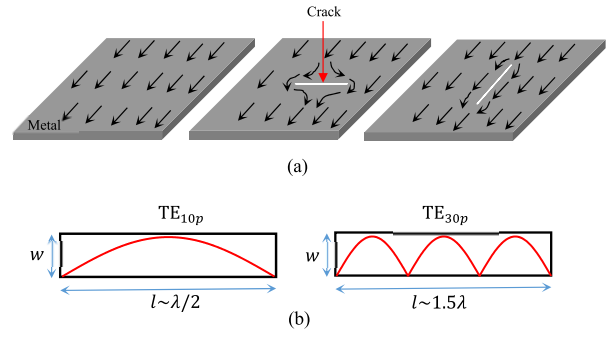 Crack
Metal
(a)
TE₁₀ₚ
TE₃₀ₚ
w
w
l~λ/2
l~1.5λ
(b)